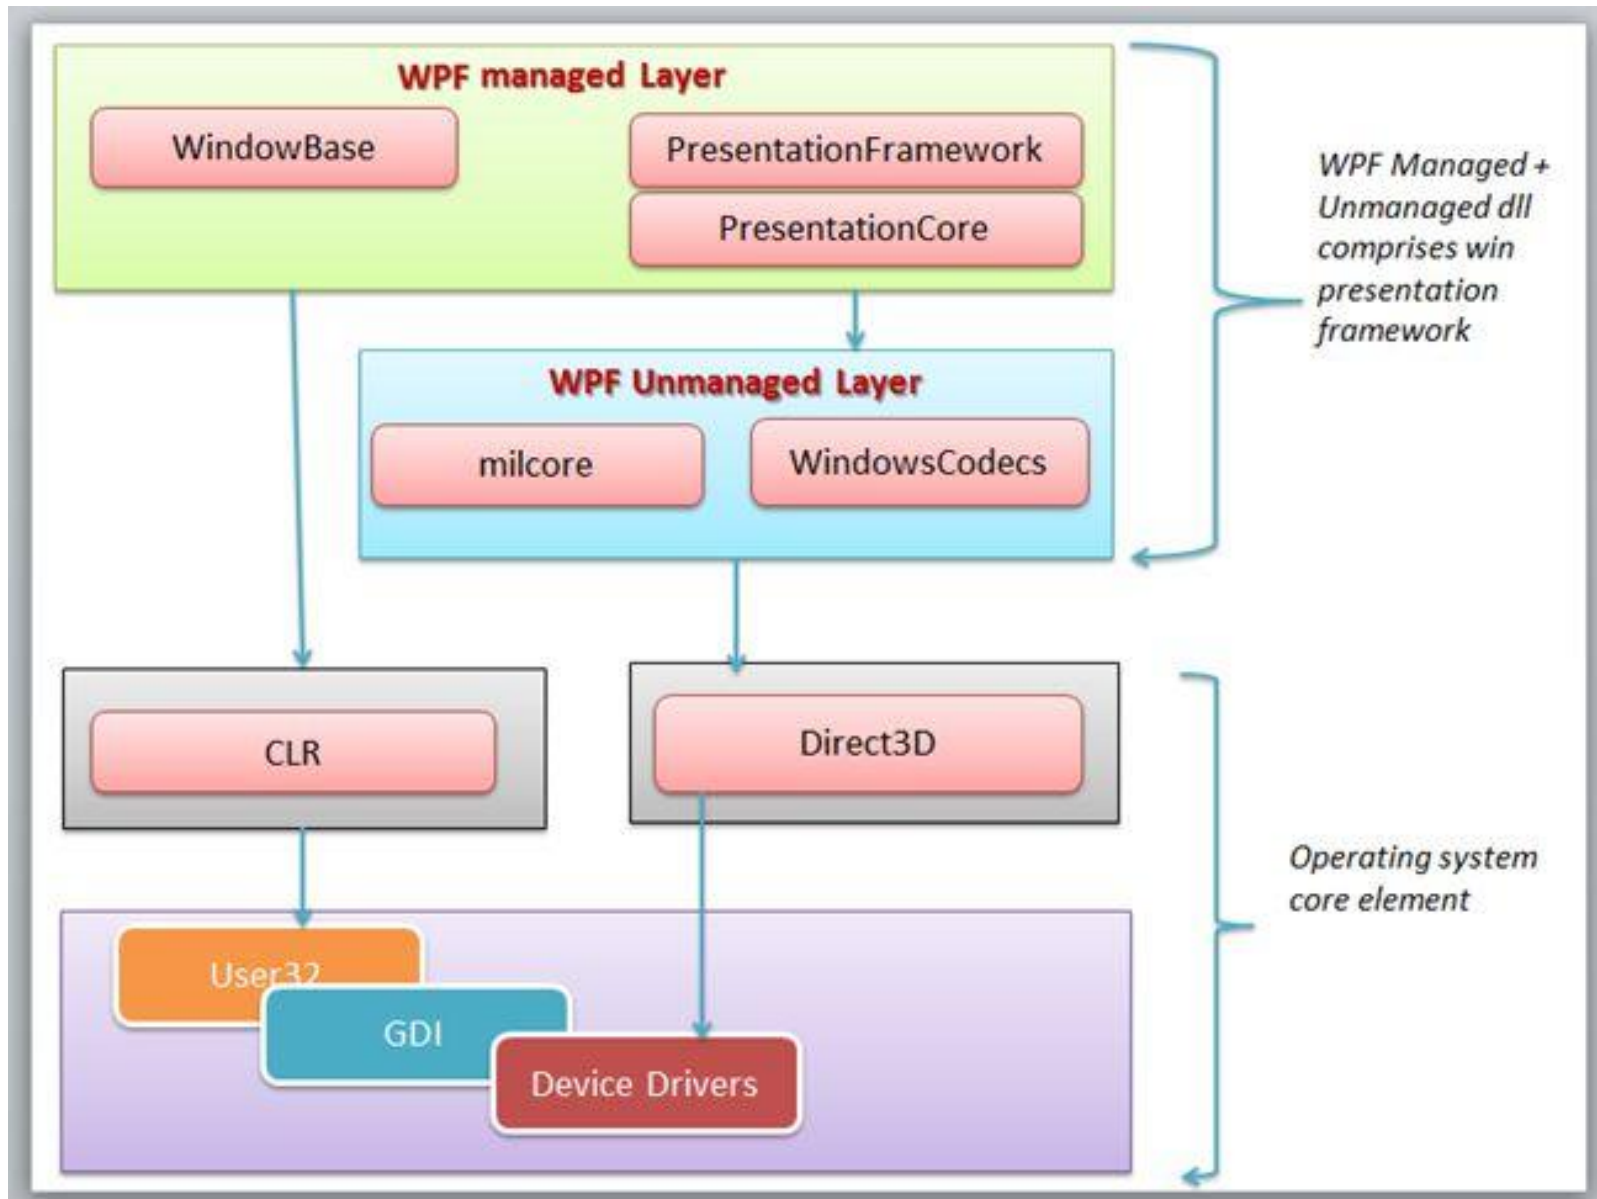 WPF managed Layer
WindowBase
PresentationFramework
PresentationCore
WPF Managed +
Unmanaged dll
comprises win
presentation
framework
WPF Unmanaged Layer
milcore
WindowsCodecs
CLR
Direct3D
Operating system
core element
User32
GDI
Device Drivers